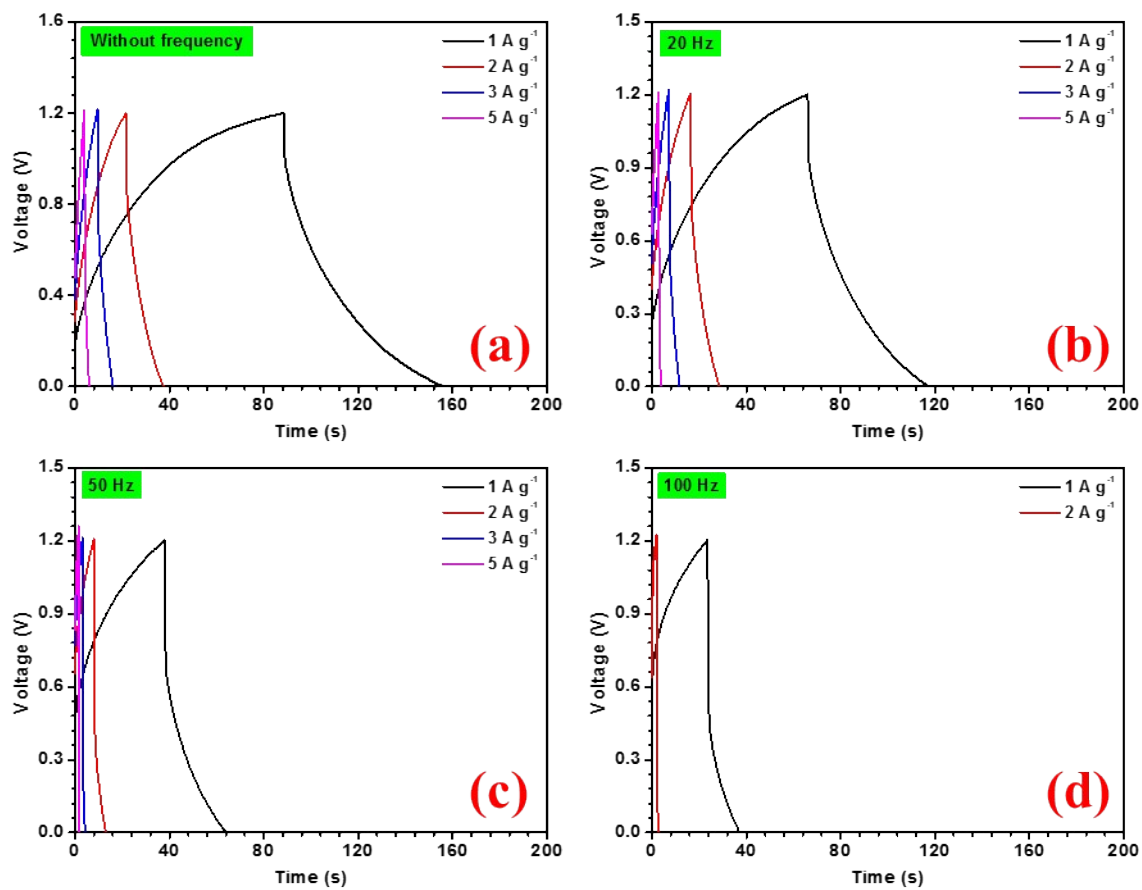 Without frequency
1 A g⁻¹
2 A g⁻¹
3 A g⁻¹
5 A g⁻¹
1.6
1.2
0.8
0.4
0.0
Voltage (V)
(a)
0 40 80 120 160 200
Time (s)
20 Hz
1 A g⁻¹
2 A g⁻¹
3 A g⁻¹
5 A g⁻¹
1.5
1.2
0.9
0.6
0.3
0.0
Voltage (V)
(b)
0 40 80 120 160 200
Time (s)
50 Hz
1 A g⁻¹
2 A g⁻¹
3 A g⁻¹
5 A g⁻¹
1.5
1.2
0.9
0.6
0.3
0.0
Voltage (V)
(c)
0 40 80 120 160 200
Time (s)
100 Hz
1 A g⁻¹
2 A g⁻¹
1.5
1.2
0.9
0.6
0.3
0.0
Voltage (V)
(d)
0 40 80 120 160 200
Time (s)